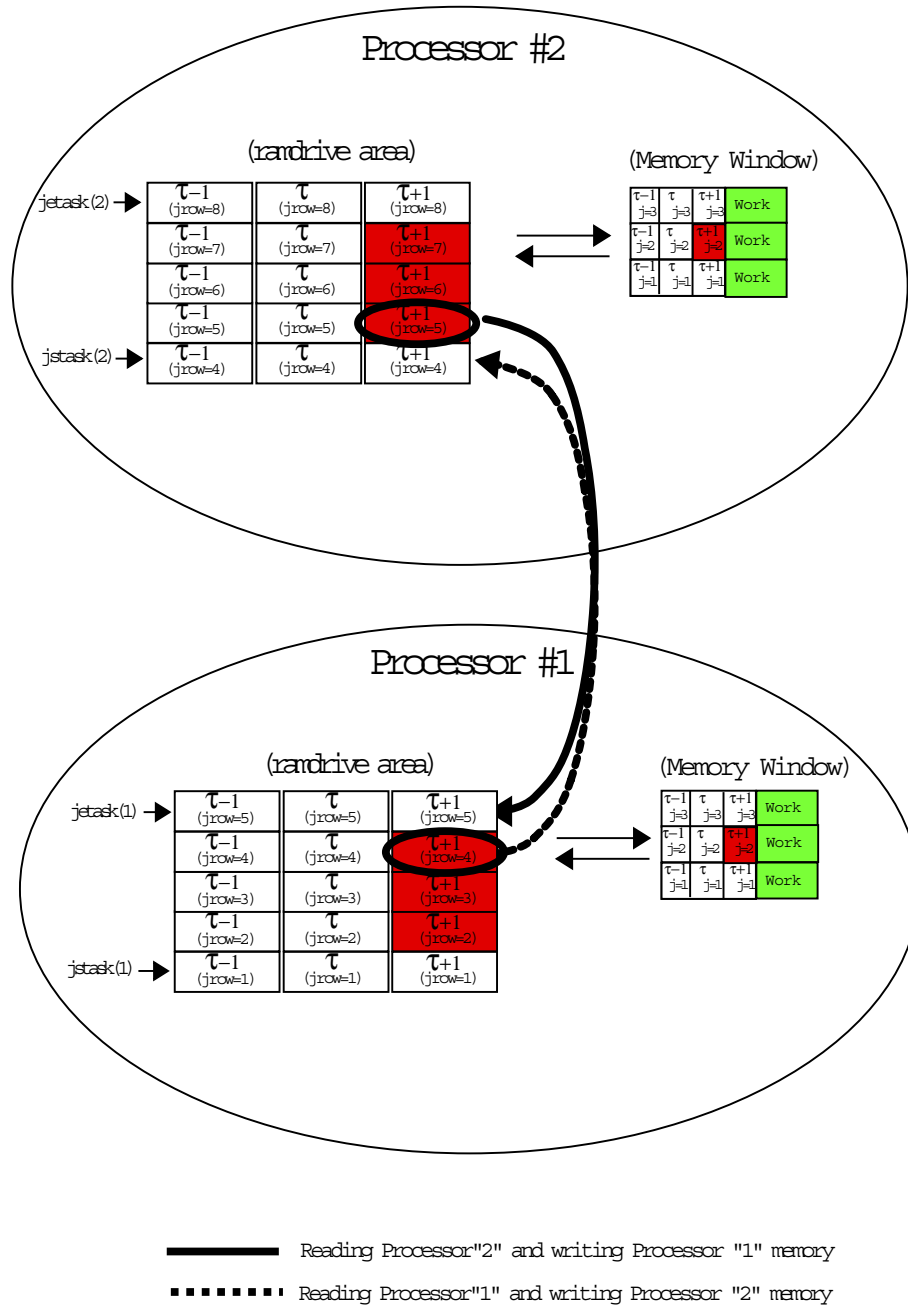 Processor #2
(ramdrive area)
(Memory Window)
jetask(2)
τ-1 τ τ+1
(jrow=8) (jrow=8) (jrow=8)
τ-1 τ τ+1
(jrow=7) (jrow=7) (jrow=7)
τ-1 τ τ+1
(jrow=6) (jrow=6) (jrow=6)
τ-1 τ τ+1
(jrow=5) (jrow=5) (jrow=5)
jstask(2)
τ-1 τ τ+1
(jrow=4) (jrow=4) (jrow=4)
τ-1 τ τ+1
j=3 j=3 j=3 Work
τ-1 τ τ+1
j=2 j=2 j=2 Work
τ-1 τ τ+1
j=1 j=1 j=1 Work
Processor #1
(ramdrive area)
(Memory Window)
jetask(1)
τ-1 τ τ+1
(jrow=5) (jrow=5) (jrow=5)
τ-1 τ τ+1
(jrow=4) (jrow=4) (jrow=4)
τ-1 τ τ+1
(jrow=3) (jrow=3) (jrow=3)
τ-1 τ τ+1
(jrow=2) (jrow=2) (jrow=2)
jstask(1)
τ-1 τ τ+1
(jrow=1) (jrow=1) (jrow=1)
τ-1 τ τ+1
j=3 j=3 j=3 Work
τ-1 τ τ+1
j=2 j=2 j=2 Work
τ-1 τ τ+1
j=1 j=1 j=1 Work
Reading Processor"2" and writing Processor "1" memory
Reading Processor"1" and writing Processor "2" memory